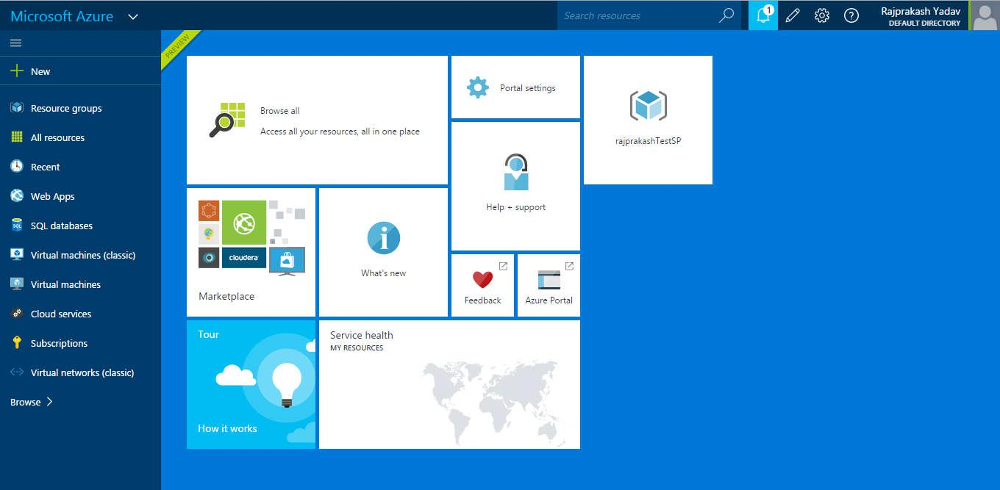 Microsoft Azure
Search resources
1
Rajprakash Yadav
DEFAULT DIRECTORY
New
Resource groups
All resources
Recent
Web Apps
SQL databases
Virtual machines (classic)
Virtual machines
Cloud services
Subscriptions
Virtual networks (classic)
Browse
PREVIEW
Browse all
Access all your resources, all in one place
Portal settings
rajprakashTestSP
Help + support
cloudera
Marketplace
What's new
Feedback
Azure Portal
Tour
How it works
Service health
MY RESOURCES
SQL